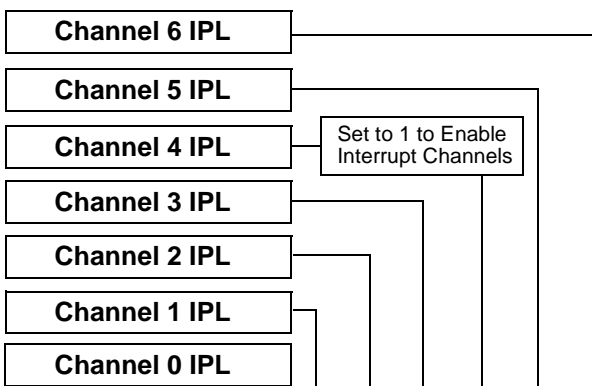 Channel 6 IPL
Channel 5 IPL
Channel 4 IPL
Set to 1 to Enable
Interrupt Channels
Channel 3 IPL
Channel 2 IPL
Channel 1 IPL
Channel 0 IPL